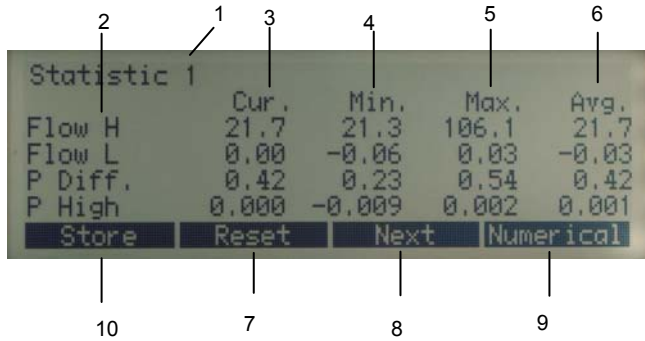 2 1 3 4 5 6
Statistic 1
Cur. Min. Max. Avg.
Flow H 21.7 21.3 106.1 21.7
Flow L 0.00 -0.06 0.03 -0.03
P Diff. 0.42 0.23 0.54 0.42
P High 0.000 -0.009 0.002 0.001
Store Reset Next Numerical
10 7 8 9